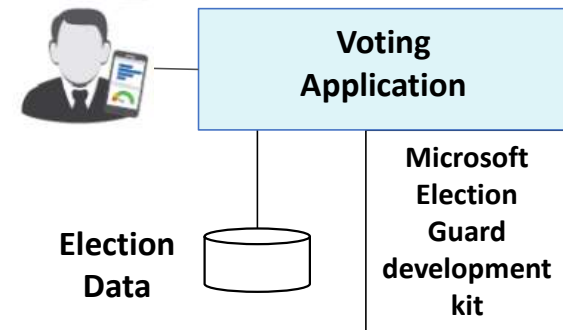 Voting
Application
Microsoft
Election
Guard
development
kit
Election
Data